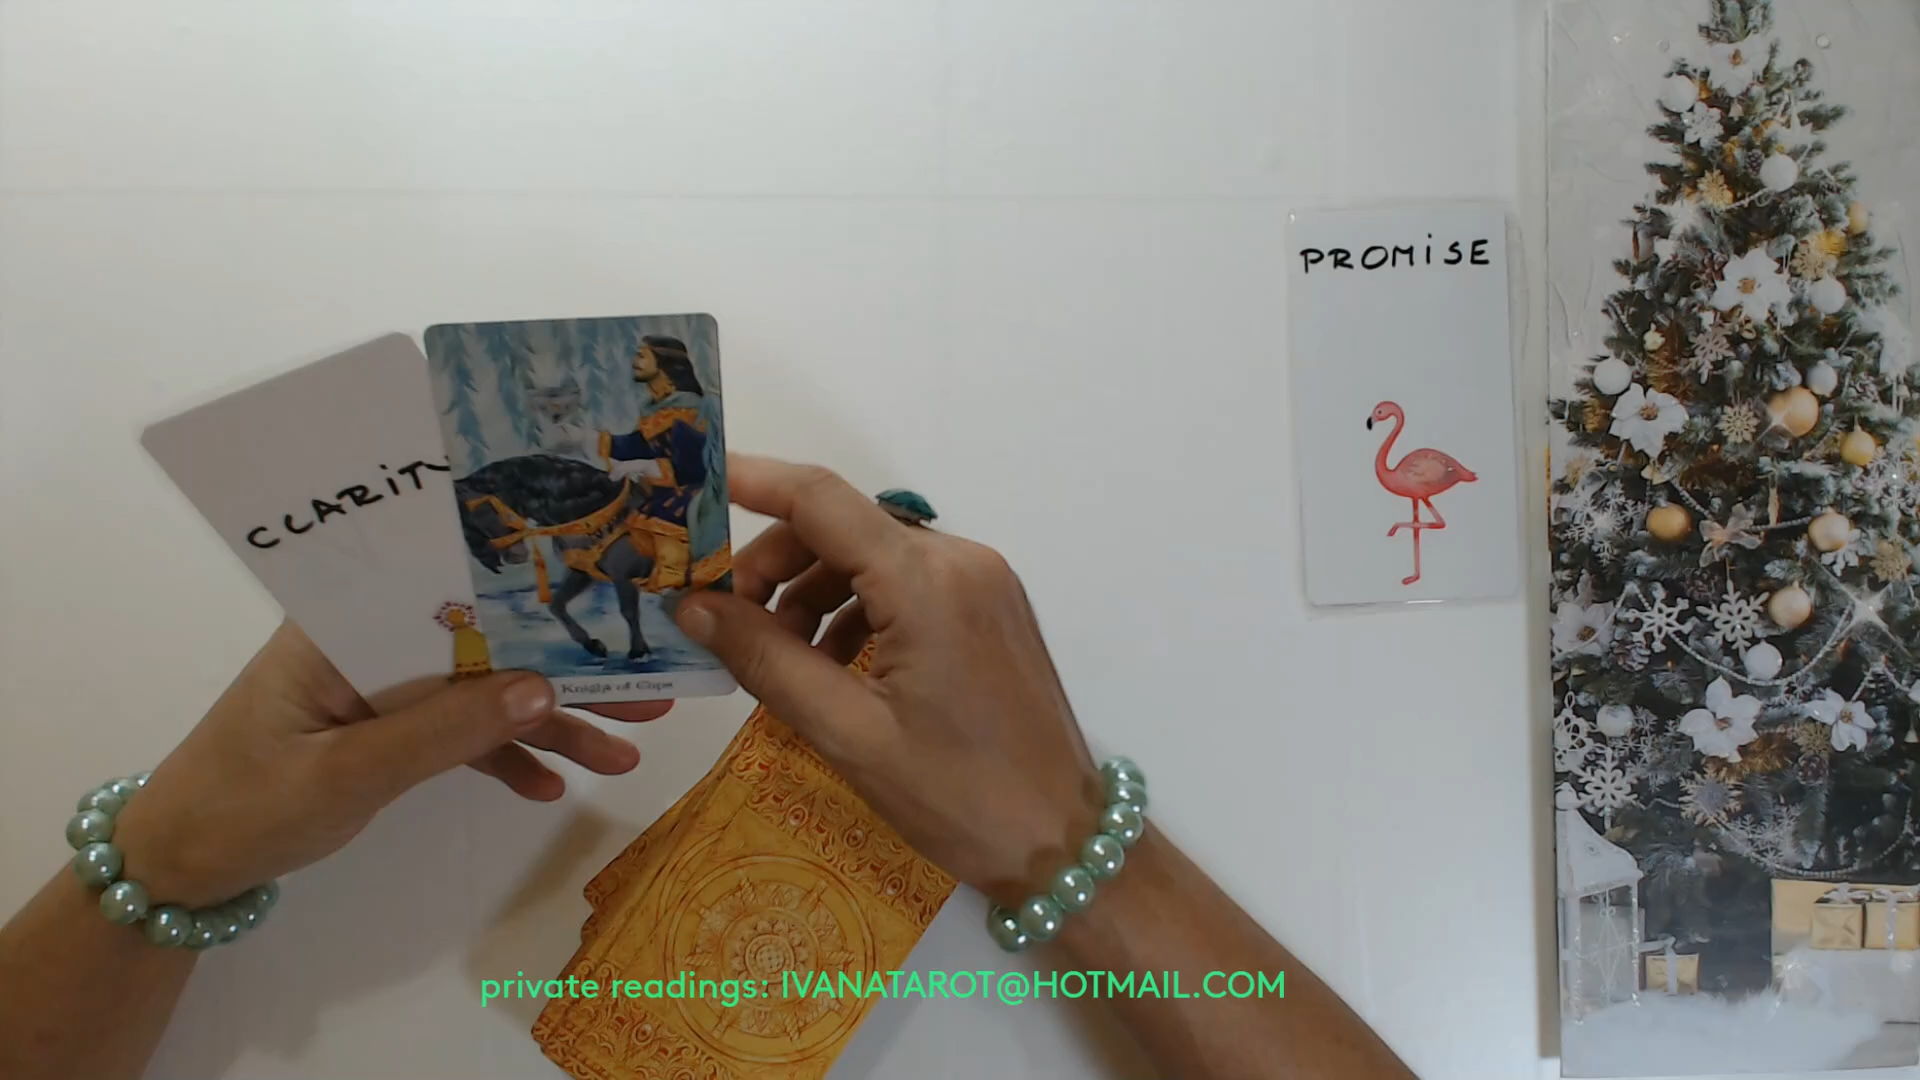 PROMiSE
CLARiTY
Knight of Cups
private readings: IVANATAROT@HOTMAIL.COM